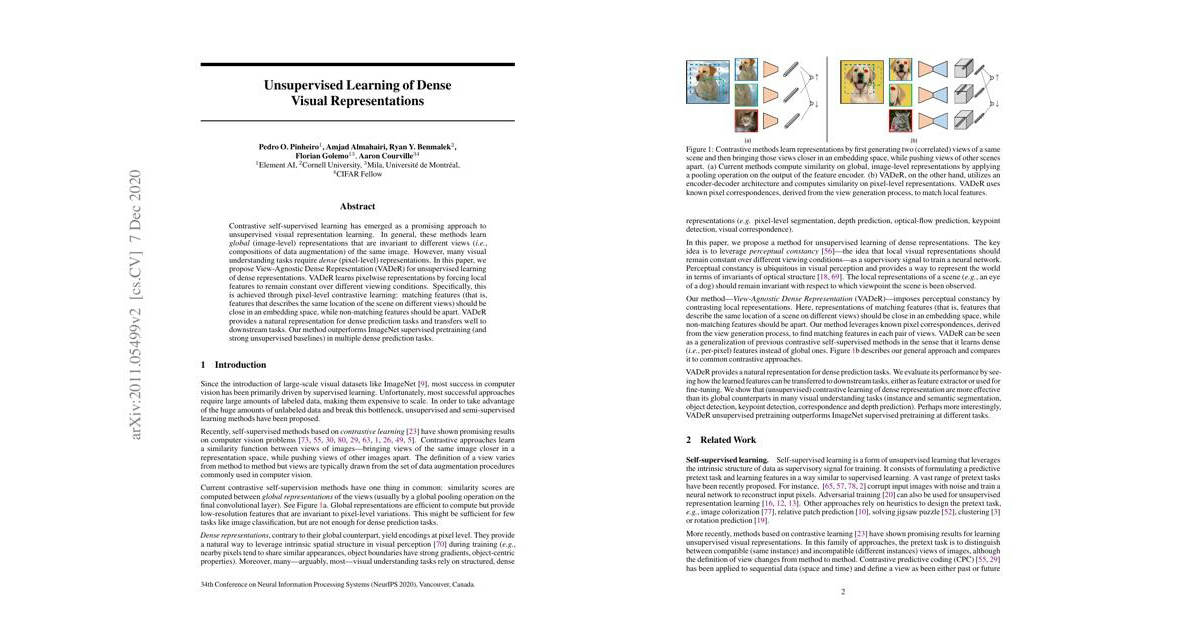 Unsupervised Learning of Dense
Visual Representations
Pedro O. Pinheiro¹, Amjad Almahairi, Ryan Y. Benmalek²,
Florian Golemo¹³, Aaron Courville³⁴
¹Element AI, ²Cornell University, ³Mila, Université de Montréal,
⁴CIFAR Fellow
Abstract
Contrastive self-supervised learning has emerged as a promising approach to
unsupervised visual representation learning. In general, these methods learn
global (image-level) representations that are invariant to different views (i.e.,
compositions of data augmentation) of the same image. However, many visual
understanding tasks require dense (pixel-level) representations. In this paper, we
propose View-Agnostic Dense Representation (VADeR) for unsupervised learning
of dense representations. VADeR learns pixelwise representations by forcing local
features to remain constant over different viewing conditions. Specifically, this
is achieved through pixel-level contrastive learning: matching features (that is,
features that describes the same location of the scene on different views) should be
close in an embedding space, while non-matching features should be apart. VADeR
provides a natural representation for dense prediction tasks and transfers well to
downstream tasks. Our method outperforms ImageNet supervised pretraining (and
strong unsupervised baselines) in multiple dense prediction tasks.
1 Introduction
Since the introduction of large-scale visual datasets like ImageNet [9], most success in computer
vision has been primarily driven by supervised learning. Unfortunately, most successful approaches
require large amounts of labeled data, making them expensive to scale. In order to take advantage
of the huge amounts of unlabeled data and break this bottleneck, unsupervised and semi-supervised
learning methods have been proposed.
Recently, self-supervised methods based on contrastive learning [23] have shown promising results
on computer vision problems [73, 55, 30, 80, 29, 63, 1, 26, 49, 5]. Contrastive approaches learn
a similarity function between views of images—bringing views of the same image closer in a
representation space, while pushing views of other images apart. The definition of a view varies
from method to method but views are typically drawn from the set of data augmentation procedures
commonly used in computer vision.
Current contrastive self-supervision methods have one thing in common: similarity scores are
computed between global representations of the views (usually by a global pooling operation on the
final convolutional layer). See Figure 1a. Global representations are efficient to compute but provide
low-resolution features that are invariant to pixel-level variations. This might be sufficient for few
tasks like image classification, but are not enough for dense prediction tasks.
Dense representations, contrary to their global counterpart, yield encodings at pixel level. They provide
a natural way to leverage intrinsic spatial structure in visual perception [70] during training (e.g.,
nearby pixels tend to share similar appearances, object boundaries have strong gradients, object-centric
properties). Moreover, many—arguably, most—visual understanding tasks rely on structured, dense
34th Conference on Neural Information Processing Systems (NeurIPS 2020), Vancouver, Canada.
arXiv:2011.05499v2 [cs.CV] 7 Dec 2020
(a)
(b)
Figure 1: Contrastive methods learn representations by first generating two (correlated) views of a same
scene and then bringing those views closer in an embedding space, while pushing views of other scenes
apart. (a) Current methods compute similarity on global, image-level representations by applying
a pooling operation on the output of the feature encoder. (b) VADeR, on the other hand, utilizes an
encoder-decoder architecture and computes similarity on pixel-level representations. VADeR uses
known pixel correspondences, derived from the view generation process, to match local features.
representations (e.g. pixel-level segmentation, depth prediction, optical-flow prediction, keypoint
detection, visual correspondence).
In this paper, we propose a method for unsupervised learning of dense representations. The key
idea is to leverage perceptual constancy [56]—the idea that local visual representations should
remain constant over different viewing conditions—as a supervisory signal to train a neural network.
Perceptual constancy is ubiquitous in visual perception and provides a way to represent the world
in terms of invariants of optical structure [18, 69]. The local representations of a scene (e.g., an eye
of a dog) should remain invariant with respect to which viewpoint the scene is been observed.
Our method—View-Agnostic Dense Representation (VADeR)—imposes perceptual constancy by
contrasting local representations. Here, representations of matching features (that is, features that
describe the same location of a scene on different views) should be close in an embedding space, while
non-matching features should be apart. Our method leverages known pixel correspondences, derived
from the view generation process, to find matching features in each pair of views. VADeR can be seen
as a generalization of previous contrastive self-supervised methods in the sense that it learns dense
(i.e., per-pixel) features instead of global ones. Figure 1b describes our general approach and compares
it to common contrastive approaches.
VADeR provides a natural representation for dense prediction tasks. We evaluate its performance by see-
ing how the learned features can be transferred to downstream tasks, either as feature extractor or used for
fine-tuning. We show that (unsupervised) contrastive learning of dense representation are more effective
than its global counterparts in many visual understanding tasks (instance and semantic segmentation,
object detection, keypoint detection, correspondence and depth prediction). Perhaps more interestingly,
VADeR unsupervised pretraining outperforms ImageNet supervised pretraining at different tasks.
2 Related Work
Self-supervised learning. Self-supervised learning is a form of unsupervised learning that leverages
the intrinsic structure of data as supervisory signal for training. It consists of formulating a predictive
pretext task and learning features in a way similar to supervised learning. A vast range of pretext tasks
have been recently proposed. For instance, [65, 57, 78, 2] corrupt input images with noise and train a
neural network to reconstruct input pixels. Adversarial training [20] can also be used for unsupervised
representation learning [16, 12, 13]. Other approaches rely on heuristics to design the pretext task,
e.g., image colorization [77], relative patch prediction [10], solving jigsaw puzzle [52], clustering [3]
or rotation prediction [19].
More recently, methods based on contrastive learning [23] have shown promising results for learning
unsupervised visual representations. In this family of approaches, the pretext task is to distinguish
between compatible (same instance) and incompatible (different instances) views of images, although
the definition of view changes from method to method. Contrastive predictive coding (CPC) [55, 29]
has been applied to sequential data (space and time) and define a view as been either past or future
2